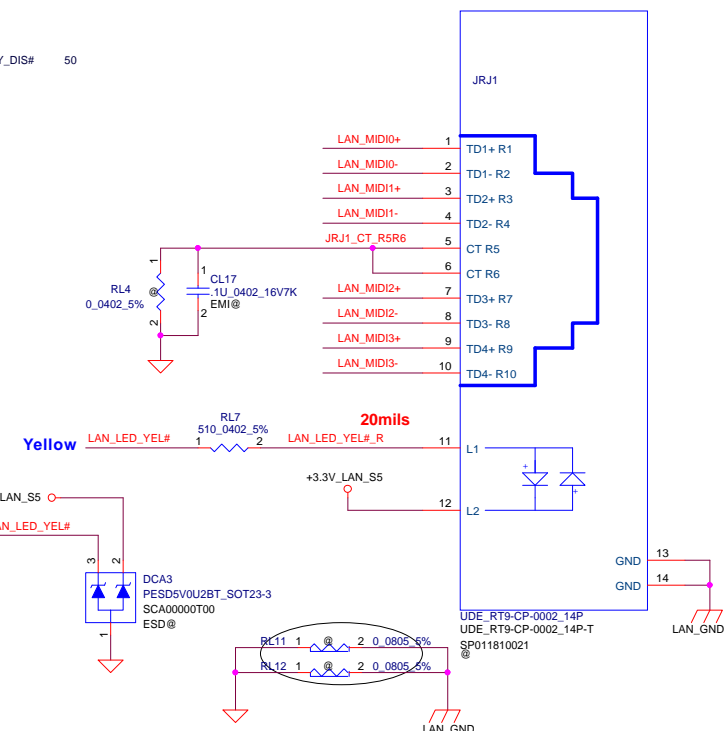 Y_DIS# 50
JRJ1
LAN_MIDI0+ 1 TD1+ R1
LAN_MIDI0- 2 TD1- R2
LAN_MIDI1+ 3 TD2+ R3
LAN_MIDI1- 4 TD2- R4
JRJ1_CT_R5R6 5 CT R5
6 CT R6
LAN_MIDI2+ 7 TD3+ R7
LAN_MIDI2- 8 TD3- R8
LAN_MIDI3+ 9 TD4+ R9
LAN_MIDI3- 10 TD4- R10
1
RL4
0_0402_5%
@
2
1
CL17
.1U_0402_16V7K
EMI@
2
20mils
Yellow LAN_LED_YEL# 1 RL7 2 LAN_LED_YEL#_R 11 L1
510_0402_5%
+3.3V_LAN_S5
12 L2
+
+
LAN_S5
AN_LED_YEL#
3 2
DCA3
PESD5V0U2BT_SOT23-3
SCA00000T00
ESD@
1
GND 13
GND 14
LAN_GND
UDE_RT9-CP-0002_14P
UDE_RT9-CP-0002_14P-T
SP011810021
@
RL11 1 @ 2 0_0805_5%
RL12 1 @ 2 0_0805_5%
LAN_GND